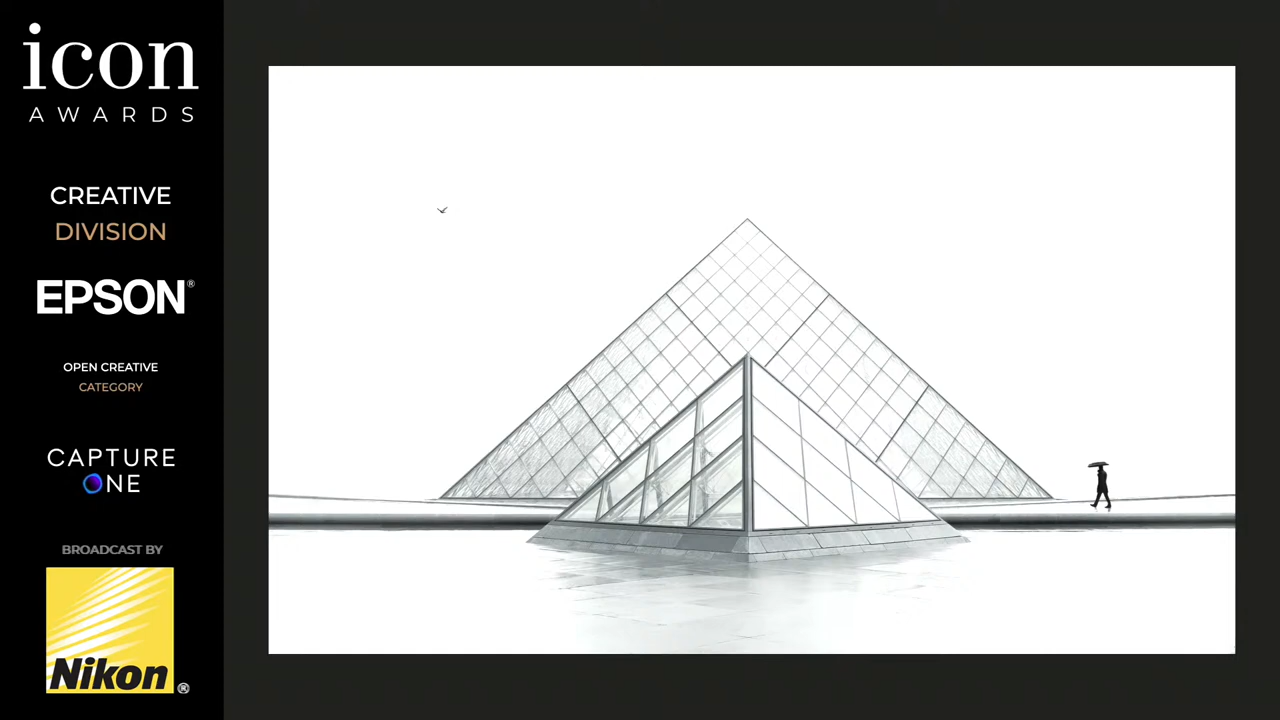 icon
AWARDS
CREATIVE
DIVISION
EPSON®
OPEN CREATIVE
CATEGORY
CAPTURE
ONE
BROADCAST BY
Nikon®